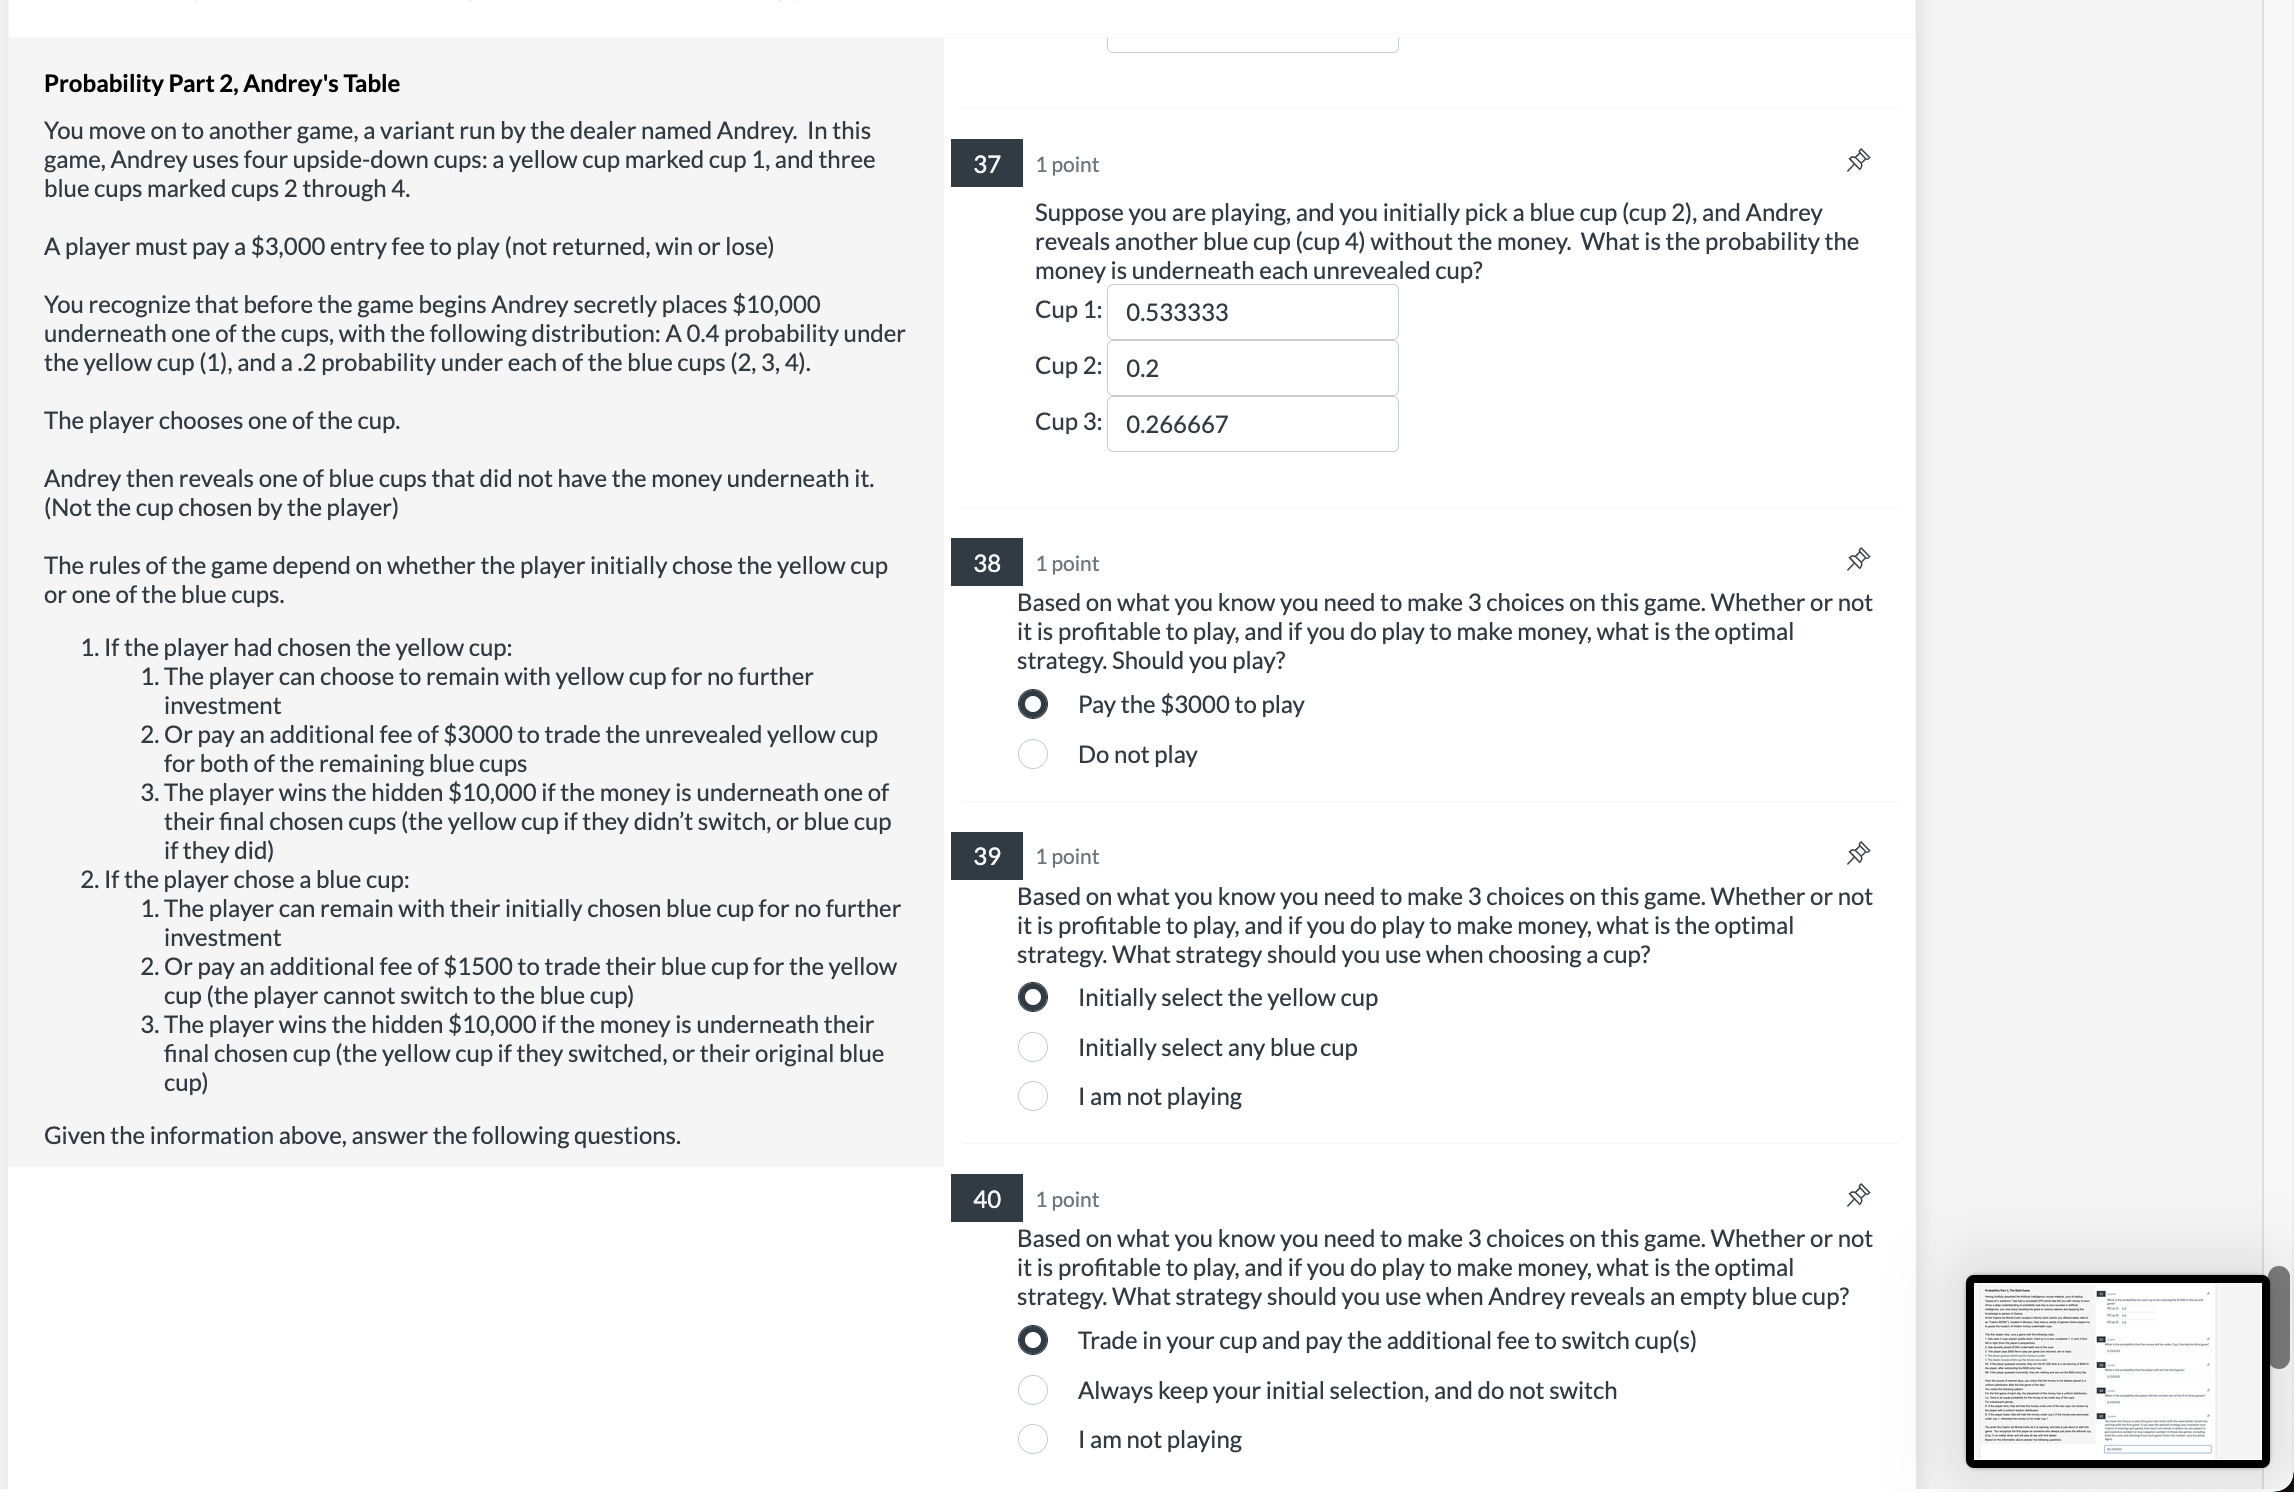 Probability Part 2, Andrey's Table
You move on to another game, a variant run by the dealer named Andrey.  In this
game, Andrey uses four upside-down cups: a yellow cup marked cup 1, and three
blue cups marked cups 2 through 4.
A player must pay a $3,000 entry fee to play (not returned, win or lose)
You recognize that before the game begins Andrey secretly places $10,000
underneath one of the cups, with the following distribution: A 0.4 probability under
the yellow cup (1), and a .2 probability under each of the blue cups (2, 3, 4).
The player chooses one of the cup.
Andrey then reveals one of blue cups that did not have the money underneath it.
(Not the cup chosen by the player)
The rules of the game depend on whether the player initially chose the yellow cup
or one of the blue cups.
1. If the player had chosen the yellow cup:
1. The player can choose to remain with yellow cup for no further
investment
2. Or pay an additional fee of $3000 to trade the unrevealed yellow cup
for both of the remaining blue cups
3. The player wins the hidden $10,000 if the money is underneath one of
their final chosen cups (the yellow cup if they didn’t switch, or blue cup
if they did)
2. If the player chose a blue cup:
1. The player can remain with their initially chosen blue cup for no further
investment
2. Or pay an additional fee of $1500 to trade their blue cup for the yellow
cup (the player cannot switch to the blue cup)
3. The player wins the hidden $10,000 if the money is underneath their
final chosen cup (the yellow cup if they switched, or their original blue
cup)
Given the information above, answer the following questions.
37
1 point
Suppose you are playing, and you initially pick a blue cup (cup 2), and Andrey
reveals another blue cup (cup 4) without the money.  What is the probability the
money is underneath each unrevealed cup?
Cup 1: 0.533333
Cup 2: 0.2
Cup 3: 0.266667
38
1 point
Based on what you know you need to make 3 choices on this game. Whether or not
it is profitable to play, and if you do play to make money, what is the optimal
strategy. Should you play?
Pay the $3000 to play
Do not play
39
1 point
Based on what you know you need to make 3 choices on this game. Whether or not
it is profitable to play, and if you do play to make money, what is the optimal
strategy. What strategy should you use when choosing a cup?
Initially select the yellow cup
Initially select any blue cup
I am not playing
40
1 point
Based on what you know you need to make 3 choices on this game. Whether or not
it is profitable to play, and if you do play to make money, what is the optimal
strategy. What strategy should you use when Andrey reveals an empty blue cup?
Trade in your cup and pay the additional fee to switch cup(s)
Always keep your initial selection, and do not switch
I am not playing